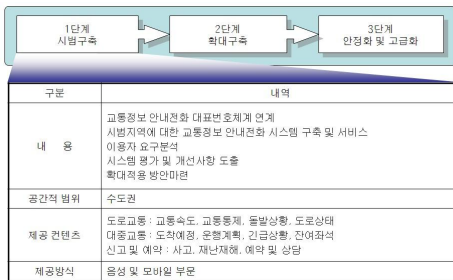 1단계
시범구축
2단계
확대구축
3단계
안정화 및 고급화
구분
내역
내 용
교통정보 안내전화 대표번호체계 연계
시범지역에 대한 교통정보 안내전화 시스템 구축 및 서비스
이용자 요구분석
시스템 평가 및 개선사항 도출
확대적용 방안마련
공간적 범위
수도권
제공 컨텐츠
도로교통 : 교통속도, 교통통제, 돌발상황, 도로상태
대중교통 : 도착예정, 운행계획, 긴급상황, 잔여좌석
신고 및 예약 : 사고, 재난재해, 예약 및 상담
제공방식
음성 및 모바일 부문